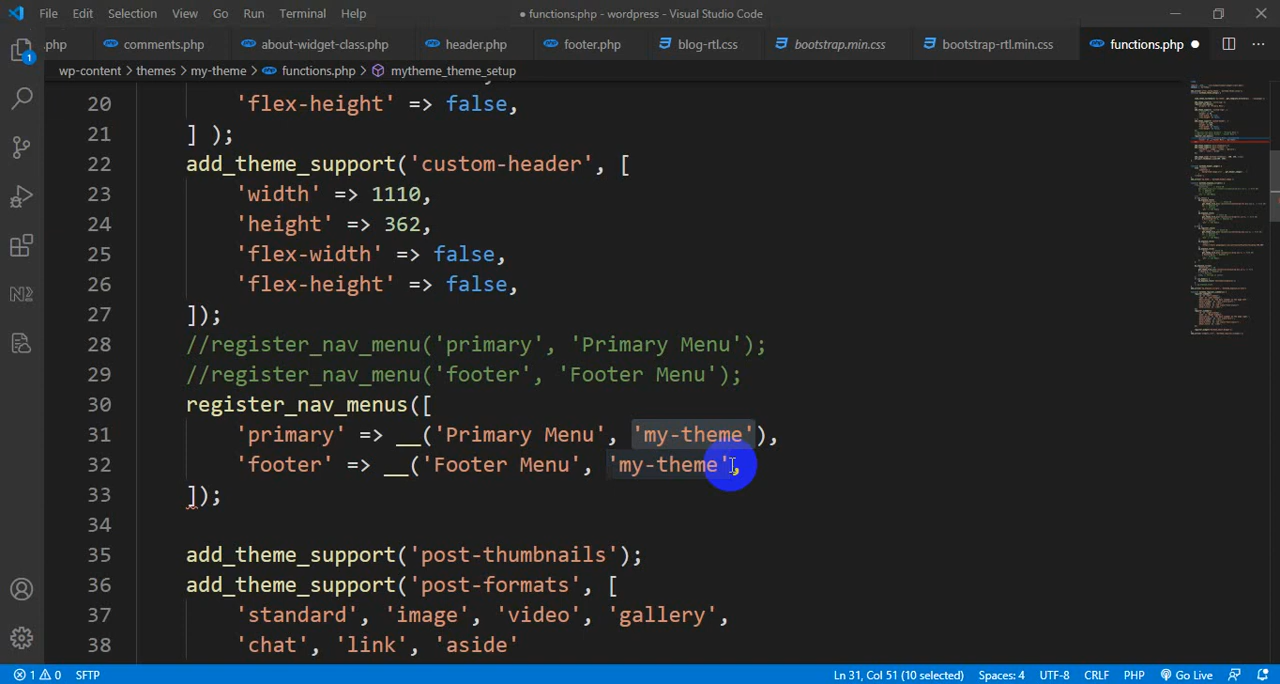 File Edit Selection View Go Run Terminal Help ● functions.php - wordpress - Visual Studio Code
.php comments.php about-widget-class.php header.php footer.php blog-rtl.css bootstrap.min.css bootstrap-rtl.min.css functions.php ●
wp-content > themes > my-theme > functions.php > mytheme_theme_setup
20 'flex-height' => false,
21 ] );
22 add_theme_support('custom-header', [
23 'width' => 1110,
24 'height' => 362,
25 'flex-width' => false,
26 'flex-height' => false,
27 ]);
28 //register_nav_menu('primary', 'Primary Menu');
29 //register_nav_menu('footer', 'Footer Menu');
30 register_nav_menus([
31 'primary' => __('Primary Menu', 'my-theme'),
32 'footer' => __('Footer Menu', 'my-theme',
33 ]);
34
35 add_theme_support('post-thumbnails');
36 add_theme_support('post-formats', [
37 'standard', 'image', 'video', 'gallery',
38 'chat', 'link', 'aside'
1 0 SFTP Ln 31, Col 51 (10 selected) Spaces: 4 UTF-8 CRLF PHP Go Live